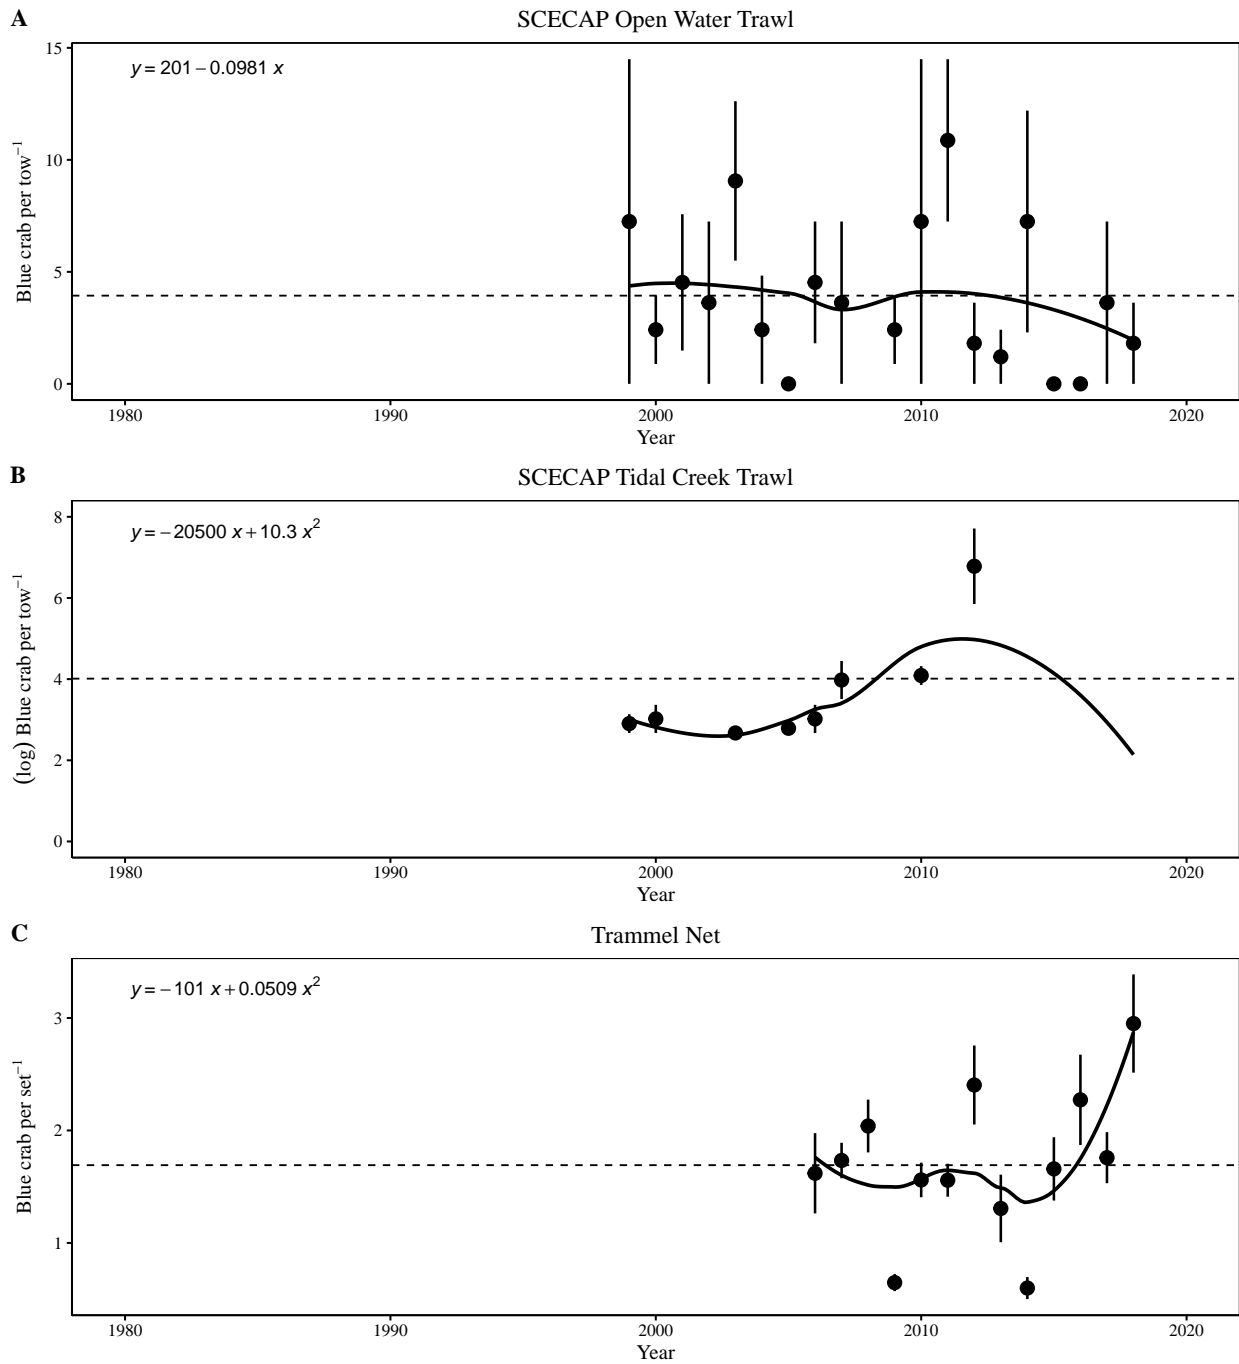 A
SCECAP Open Water Trawl
y = 201 − 0.0981 x
15
10
5
0
Blue crab per tow⁻¹
1980 1990 2000 2010 2020
Year
B
SCECAP Tidal Creek Trawl
y = −20500 x + 10.3 x²
8
6
4
2
0
(log) Blue crab per tow⁻¹
1980 1990 2000 2010 2020
Year
C
Trammel Net
y = −101 x + 0.0509 x²
3
2
1
Blue crab per set⁻¹
1980 1990 2000 2010 2020
Year